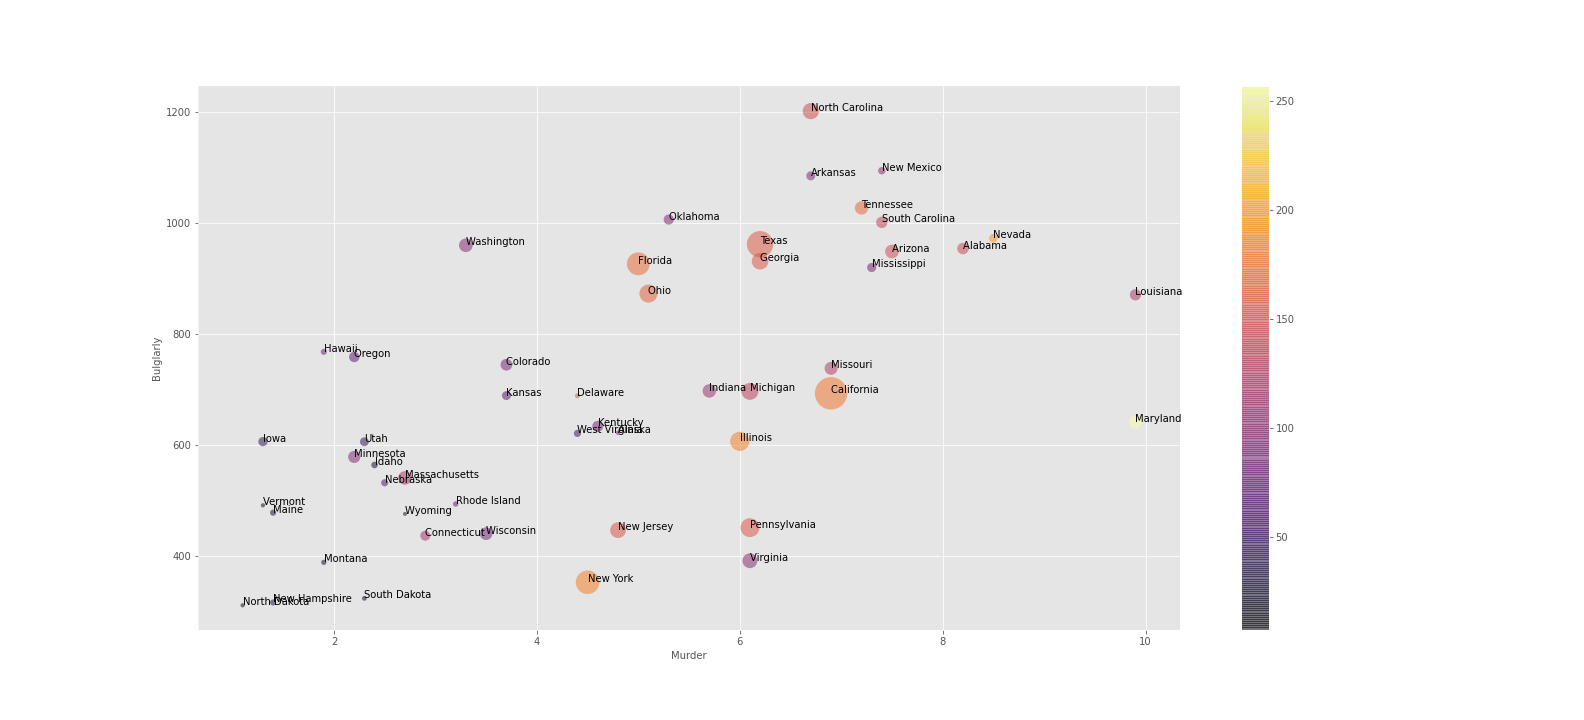 1200
1000
800
600
400
Bulglarly
2
4
6
8
10
Murder
North Carolina
Arkansas
New Mexico
Tennessee
Oklahoma
South Carolina
Washington
Texas
Nevada
Alabama
Arizona
Georgia
Florida
Mississippi
Ohio
Louisiana
Hawaii
Oregon
Colorado
Missouri
Kansas
Delaware
Indiana
Michigan
California
Maryland
Kentucky
West Virginia
Alaska
Iowa
Utah
Illinois
Minnesota
Idaho
Massachusetts
Nebraska
Vermont
Maine
Rhode Island
Wyoming
Connecticut
Wisconsin
New Jersey
Pennsylvania
Montana
Virginia
New York
South Dakota
New Hampshire
North Dakota
250
200
150
100
50